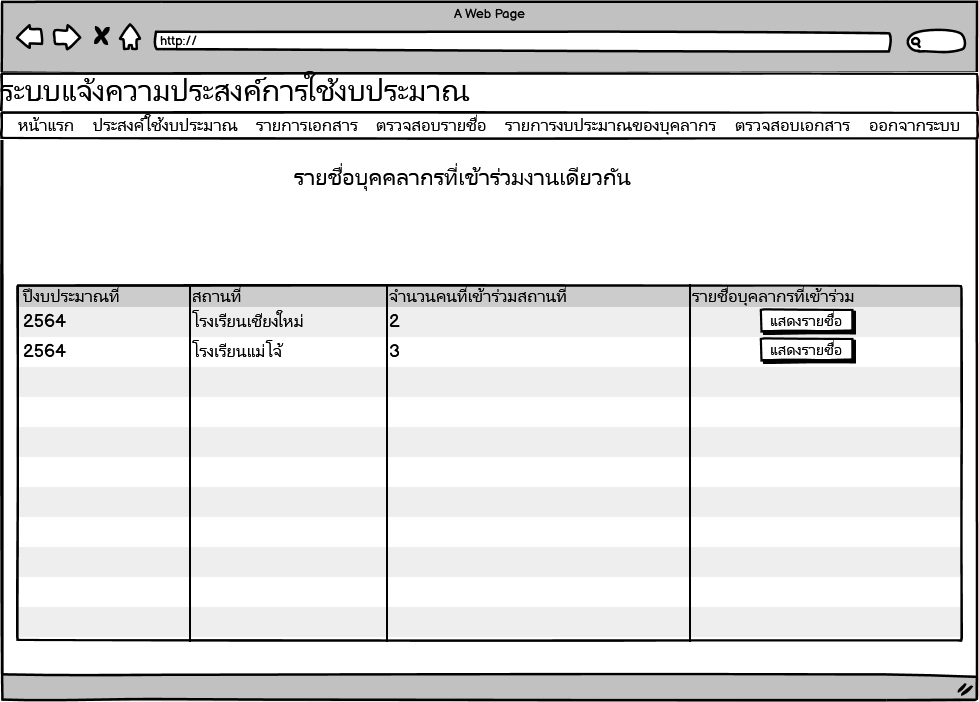 A Web Page
http://
ระบบแจ้งความประสงค์การใช้งบประมาณ
หน้าแรก ประสงค์ใช้งบประมาณ รายการเอกสาร ตรวจสอบรายชื่อ รายการงบประมาณของบุคลากร ตรวจสอบเอกสาร ออกจากระบบ
รายชื่อบุคคลากรที่เข้าร่วมงานเดียวกัน
ปีงบประมาณที่ สถานที่ จำนวนคนที่เข้าร่วมสถานที่ รายชื่อบุคลากรที่เข้าร่วม
2564 โรงเรียนเชียงใหม่ 2 แสดงรายชื่อ
2564 โรงเรียนแม่โจ้ 3 แสดงรายชื่อ